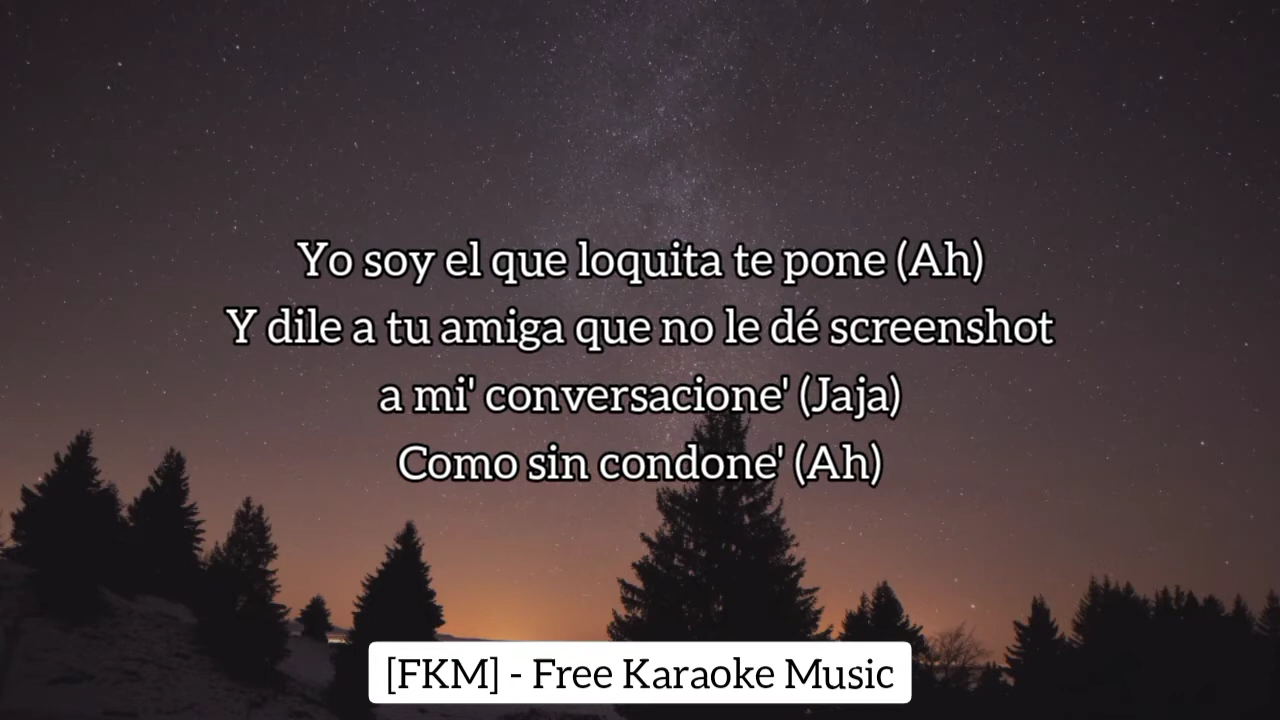 Yo soy el que loquita te pone (Ah)
Y dile a tu amiga que no le dé screenshot
a mi' conversacione' (Jaja)
Como sin condone' (Ah)
[FKM] - Free Karaoke Music